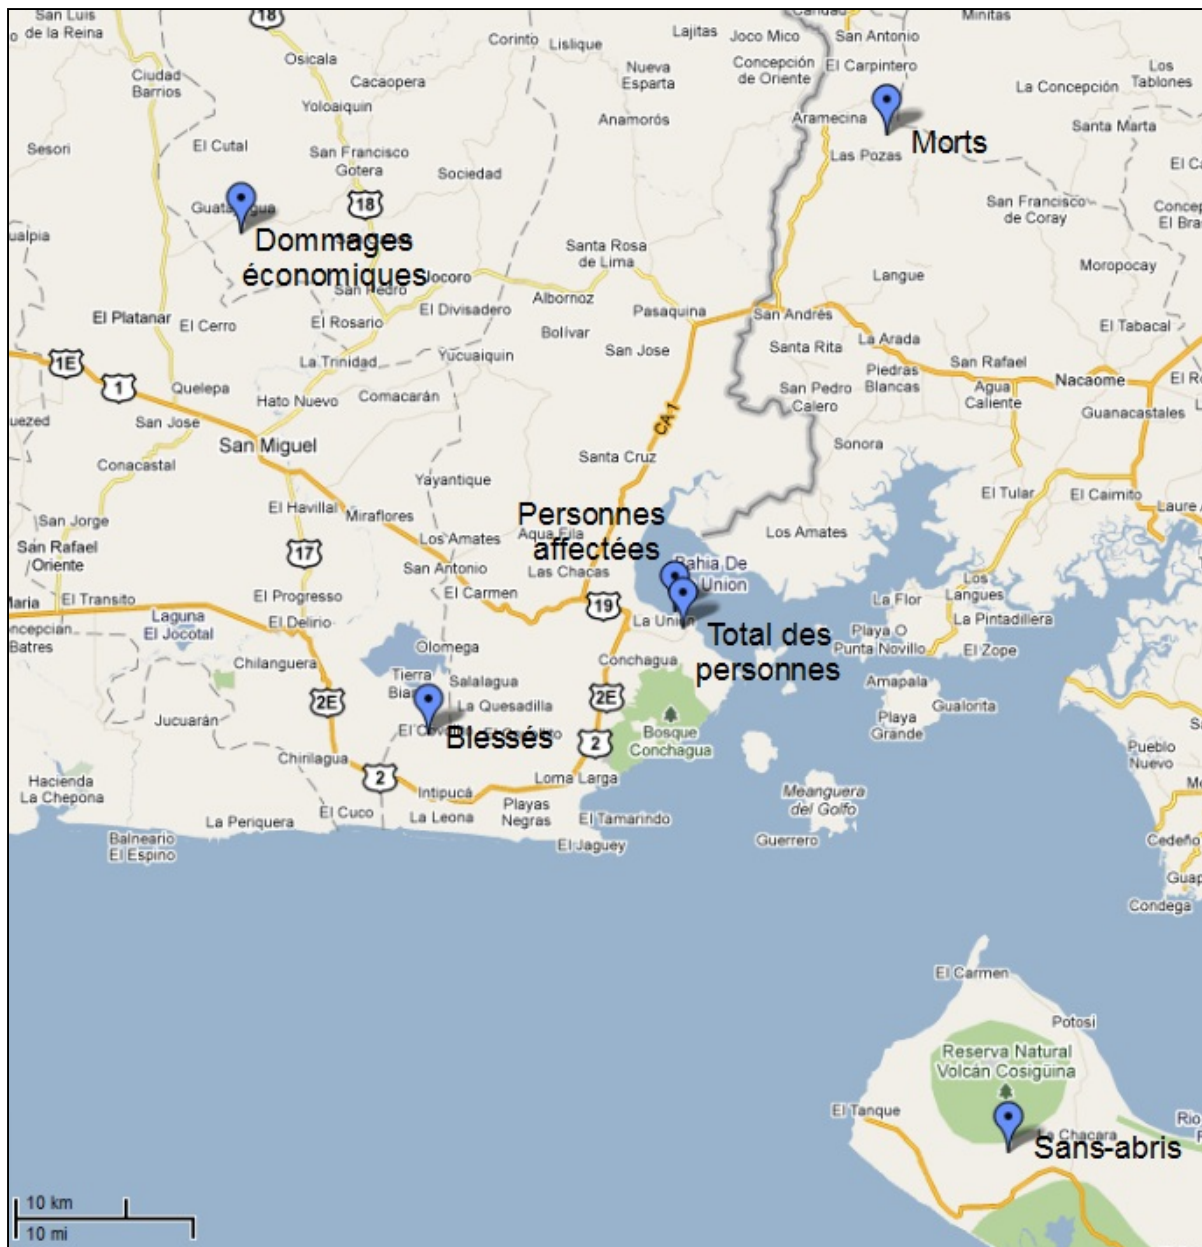 San Luis
de la Reina
18
Corinto
Lislique
Lajitas
Joco Mico
San Antonio
Minitas
Osicala
Ciudad
Barrios
Cacaopera
Nueva
Esparta
Concepción
de Oriente
El Carpintero
La Concepción
Los
Tablones
Yoloaiquin
Anamorós
Aramecina
Morts
Santa Marta
Sesori
El Cutal
San Francisco
Gotera
Sociedad
Las Pozas
18
San Francisco
de Coray
Dommages
économiques
Santa Rosa
de Lima
Langue
Moropocay
San Pedro
Jocoro
Albornoz
El Platanar
El Cerro
El Rosario
El Divisadero
Bolívar
Pasaquina
San Andrés
La Arada
El Tabacal
1E
1
La Trinidad
Yucuaiquin
San Jose
Santa Rita
Piedras
Blancas
San Rafael
Agua
Caliente
Nacaome
Quelepa
Hato Nuevo
Comacarán
San Pedro
Calero
Guanacastales
San José
San Miguel
CA 1
Sonora
Conacastal
Santa Cruz
Yayantique
El Havillal
Miraflores
El Tular
El Caimito
San Jorge
Personnes
affectées
Los Amates
Los Amates
San Rafael
Oriente
17
San Antonio
Las Chacas
Bahia De
Union
El Transito
Laguna
El Jocotal
El Progresso
El Carmen
19
La Union
La Flor
Los
Langues
La Pintadillera
El Delirio
Total des
personnes
Playa O
Punta Novillo
El Zope
Chilanguera
Olomega
Conchagua
Tierra
Salalagua
Amapala
Gualorita
Jucuarán
2E
La Quesadilla
2E
Playa
Grande
Blessés
2
Bosque
Conchagua
Pueblo
Nuevo
Chirilagua
2
Loma Larga
Hacienda
La Chepona
Intipucá
Meanguera
del Golfo
La Periquera
El Cuco
La Leona
Playas
Negras
El Tamarindo
Balneario
El Espino
El Jaguey
Guerrero
Cedeño
Condega
El Carmen
Potosi
Reserva Natural
Volcán Cosigüina
El Tanque
La Chacara
Sans-abris
10 km
10 mi